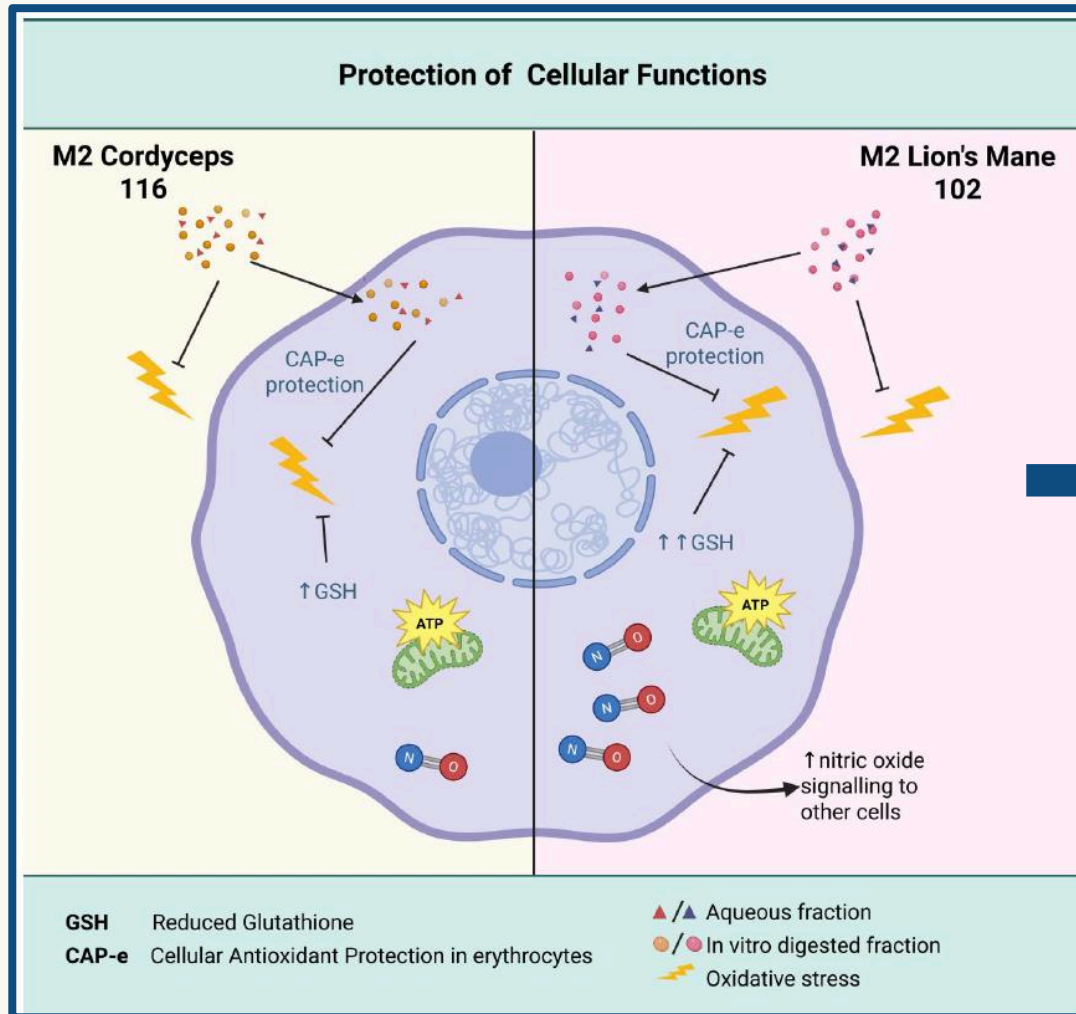 Protection of Cellular Functions
M2 Cordyceps
116
M2 Lion's Mane
102
CAP-e
protection
CAP-e
protection
↑GSH
↑↑GSH
ATP
ATP
N O
N O
N O
N O
↑nitric oxide
signalling to
other cells
GSH Reduced Glutathione
CAP-e Cellular Antioxidant Protection in erythrocytes
/ Aqueous fraction
/ In vitro digested fraction
Oxidative stress